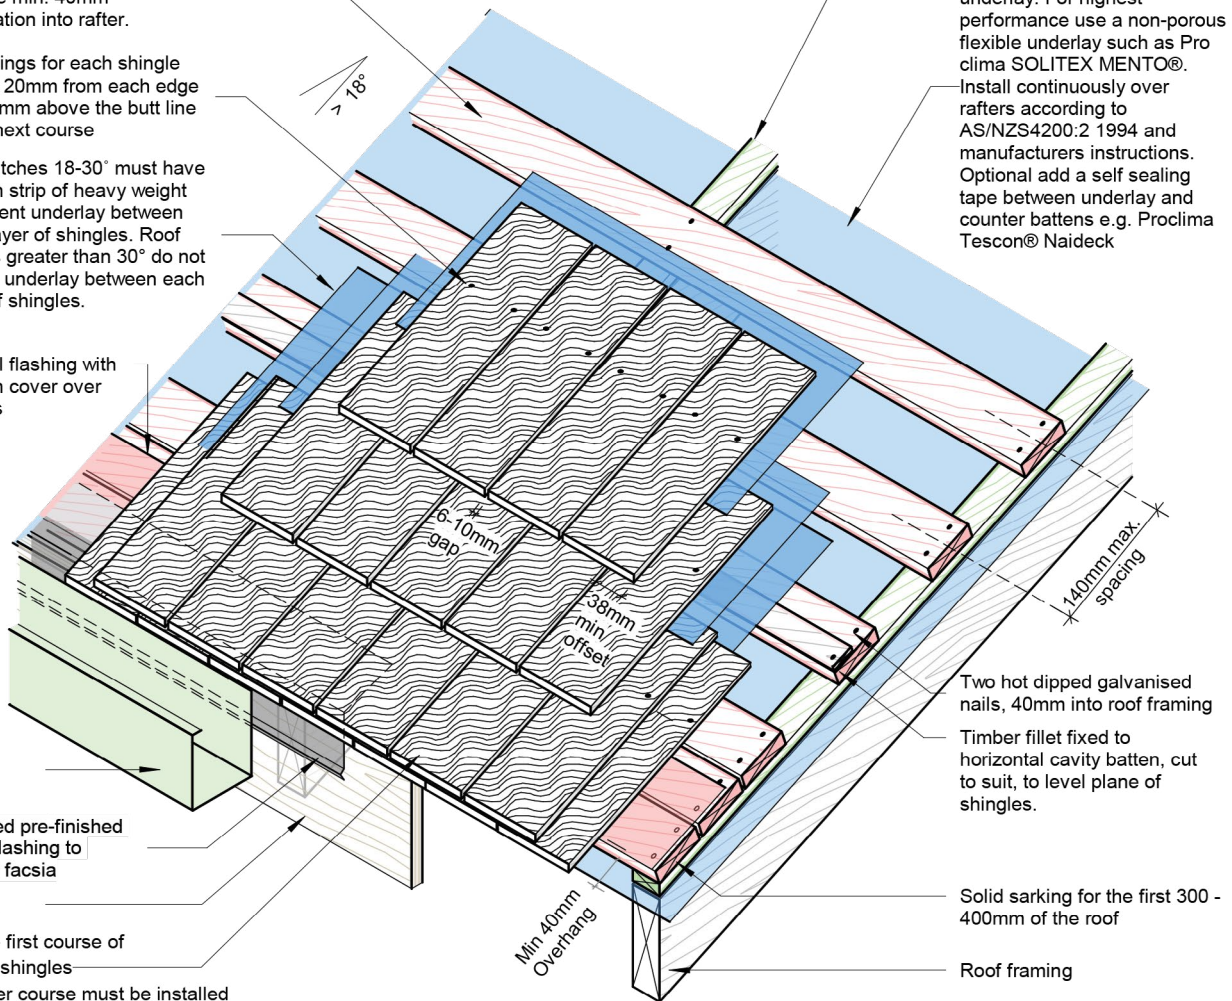 min. 40mm
ation into rafter.
ings for each shingle
20mm from each edge
mm above the butt line
next course
tches 18-30° must have
strip of heavy weight
ent underlay between
ayer of shingles. Roof
greater than 30° do not
underlay between each
f shingles.
l flashing with
cover over
> 18°
underlay. For highest
performance use a non-porous
flexible underlay such as Pro
clima SOLITEX MENTO®.
Install continuously over
rafters according to
AS/NZS4200:2 1994 and
manufacturers instructions.
Optional add a self sealing
tape between underlay and
counter battens e.g. Proclima
Tescon® Naideck
6-10mm
gap
38mm
min
offset
140mm max.
spacing
Two hot dipped galvanised
nails, 40mm into roof framing
Timber fillet fixed to
horizontal cavity batten, cut
to suit, to level plane of
shingles.
Solid sarking for the first 300 -
400mm of the roof
Roof framing
Min 40mm
Overhang
ed pre-finished
lashing to
facsia
first course of
shingles
er course must be installed